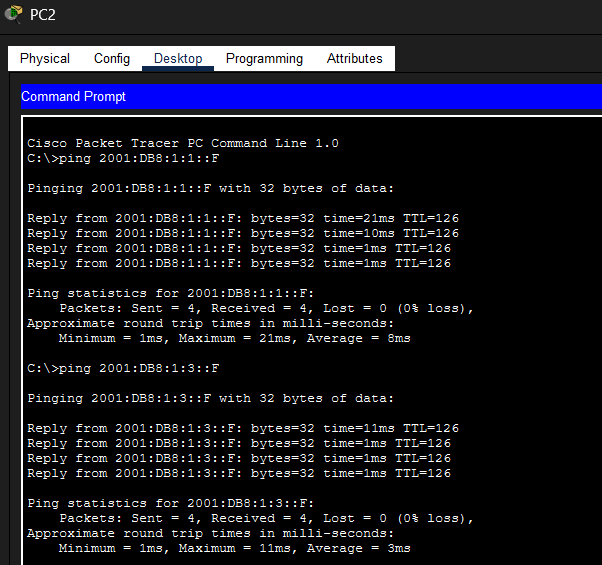 PC2
Physical Config Desktop Programming Attributes
Command Prompt
Cisco Packet Tracer PC Command Line 1.0
C:\>ping 2001:DB8:1:1::F
Pinging 2001:DB8:1:1::F with 32 bytes of data:
Reply from 2001:DB8:1:1::F: bytes=32 time=21ms TTL=126
Reply from 2001:DB8:1:1::F: bytes=32 time=10ms TTL=126
Reply from 2001:DB8:1:1::F: bytes=32 time=1ms TTL=126
Reply from 2001:DB8:1:1::F: bytes=32 time=1ms TTL=126
Ping statistics for 2001:DB8:1:1::F:
    Packets: Sent = 4, Received = 4, Lost = 0 (0% loss),
Approximate round trip times in milli-seconds:
    Minimum = 1ms, Maximum = 21ms, Average = 8ms
C:\>ping 2001:DB8:1:3::F
Pinging 2001:DB8:1:3::F with 32 bytes of data:
Reply from 2001:DB8:1:3::F: bytes=32 time=11ms TTL=126
Reply from 2001:DB8:1:3::F: bytes=32 time=1ms TTL=126
Reply from 2001:DB8:1:3::F: bytes=32 time=1ms TTL=126
Reply from 2001:DB8:1:3::F: bytes=32 time=1ms TTL=126
Ping statistics for 2001:DB8:1:3::F:
    Packets: Sent = 4, Received = 4, Lost = 0 (0% loss),
Approximate round trip times in milli-seconds:
    Minimum = 1ms, Maximum = 11ms, Average = 3ms